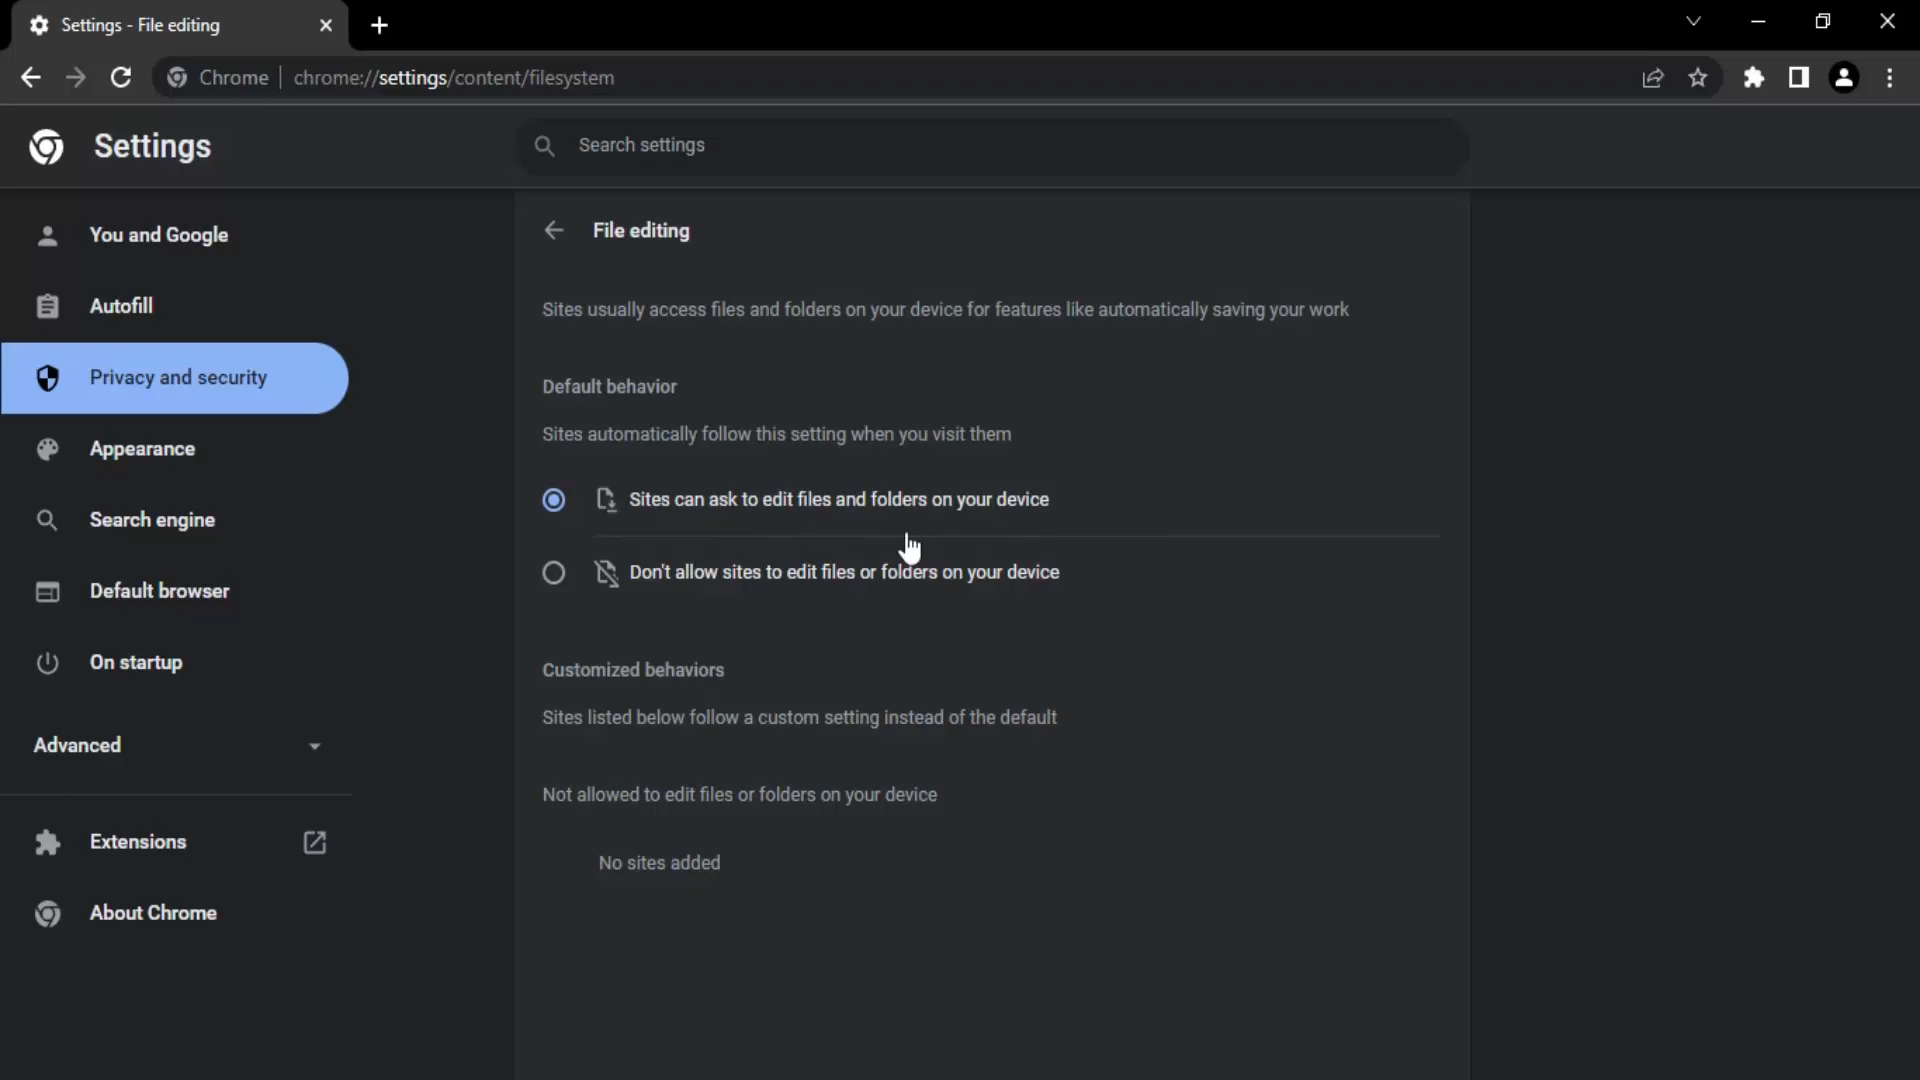 Settings - File editing
Chrome | chrome://settings/content/filesystem
Settings
Search settings
You and Google
Autofill
Privacy and security
Appearance
Search engine
Default browser
On startup
Advanced
Extensions
About Chrome
File editing
Sites usually access files and folders on your device for features like automatically saving your work
Default behavior
Sites automatically follow this setting when you visit them
Sites can ask to edit files and folders on your device
Don't allow sites to edit files or folders on your device
Customized behaviors
Sites listed below follow a custom setting instead of the default
Not allowed to edit files or folders on your device
No sites added